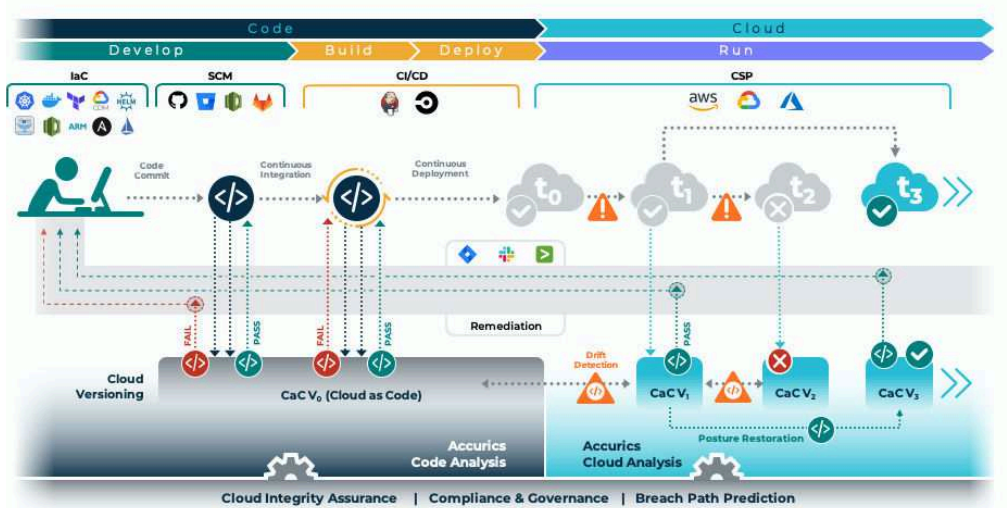 Code
Cloud
Develop
Build
Deploy
Run
IaC
SCM
CI/CD
CSP
HELM
ARM
A
aws
Code
Commit
Continuous
Integration
Continuous
Deployment
</>
</>
t0
t1
t2
t3
FAIL
PASS
FAIL
PASS
PASS
Remediation
Cloud
Versioning
CaC V0 (Cloud as Code)
Drift
Detection
CaC V1
CaC V2
CaC V3
Posture Restoration
Accurics
Code Analysis
Accurics
Cloud Analysis
Cloud Integrity Assurance | Compliance & Governance | Breach Path Prediction